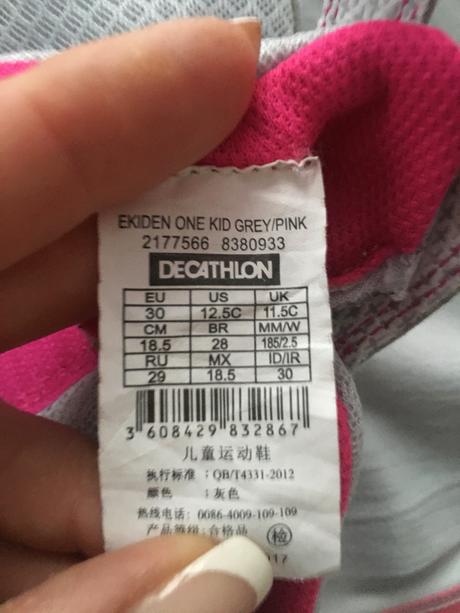 EKIDEN ONE KID GREY/PINK
2177566 8380933
DECATHLON
EU US UK
30 12.5C 11.5C
CM BR MM/W
18.5 28 185/2.5
RU MX ID/IR
29 18.5 30
3 608429 832867
儿童运动鞋
执行标准 : QB/T4331-2012
颜色 : 灰色
热线电话: 0086-4009-109-109
产品等级: 合格品 检